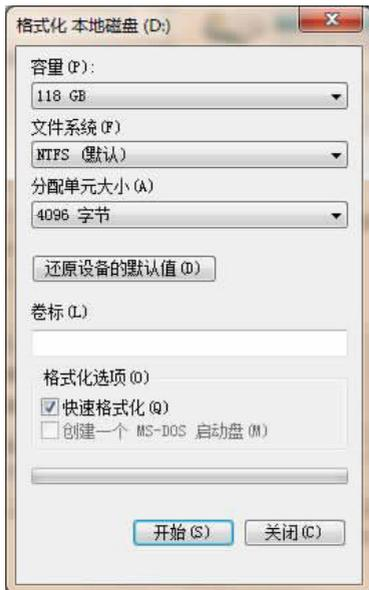 格式化 本地磁盘 (D:)
容量(P):
118 GB
文件系统(F)
NTFS (默认)
分配单元大小(A)
4096 字节
还原设备的默认值(D)
卷标(L)
格式化选项(O)
快速格式化(Q)
创建一个 MS-DOS 启动盘(M)
开始(S)
关闭(C)